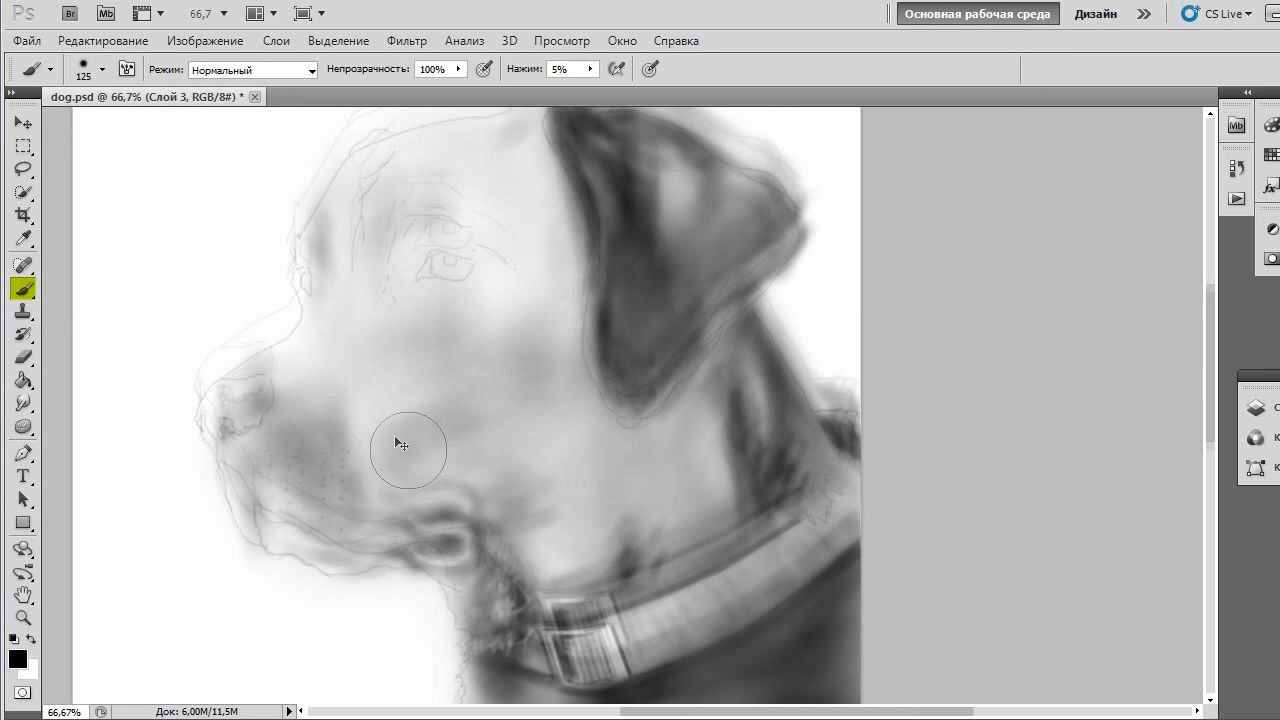 Ps Br Mb 66,7 Основная рабочая среда Дизайн CS Live
Файл Редактирование Изображение Слои Выделение Фильтр Анализ 3D Просмотр Окно Справка
125 Режим: Нормальный Непрозрачность: 100% Нажим: 5%
dog.psd @ 66,7% (Слой 3, RGB/8#) *
Mb
fx
T
66,67% Док: 6,00M/11,5M